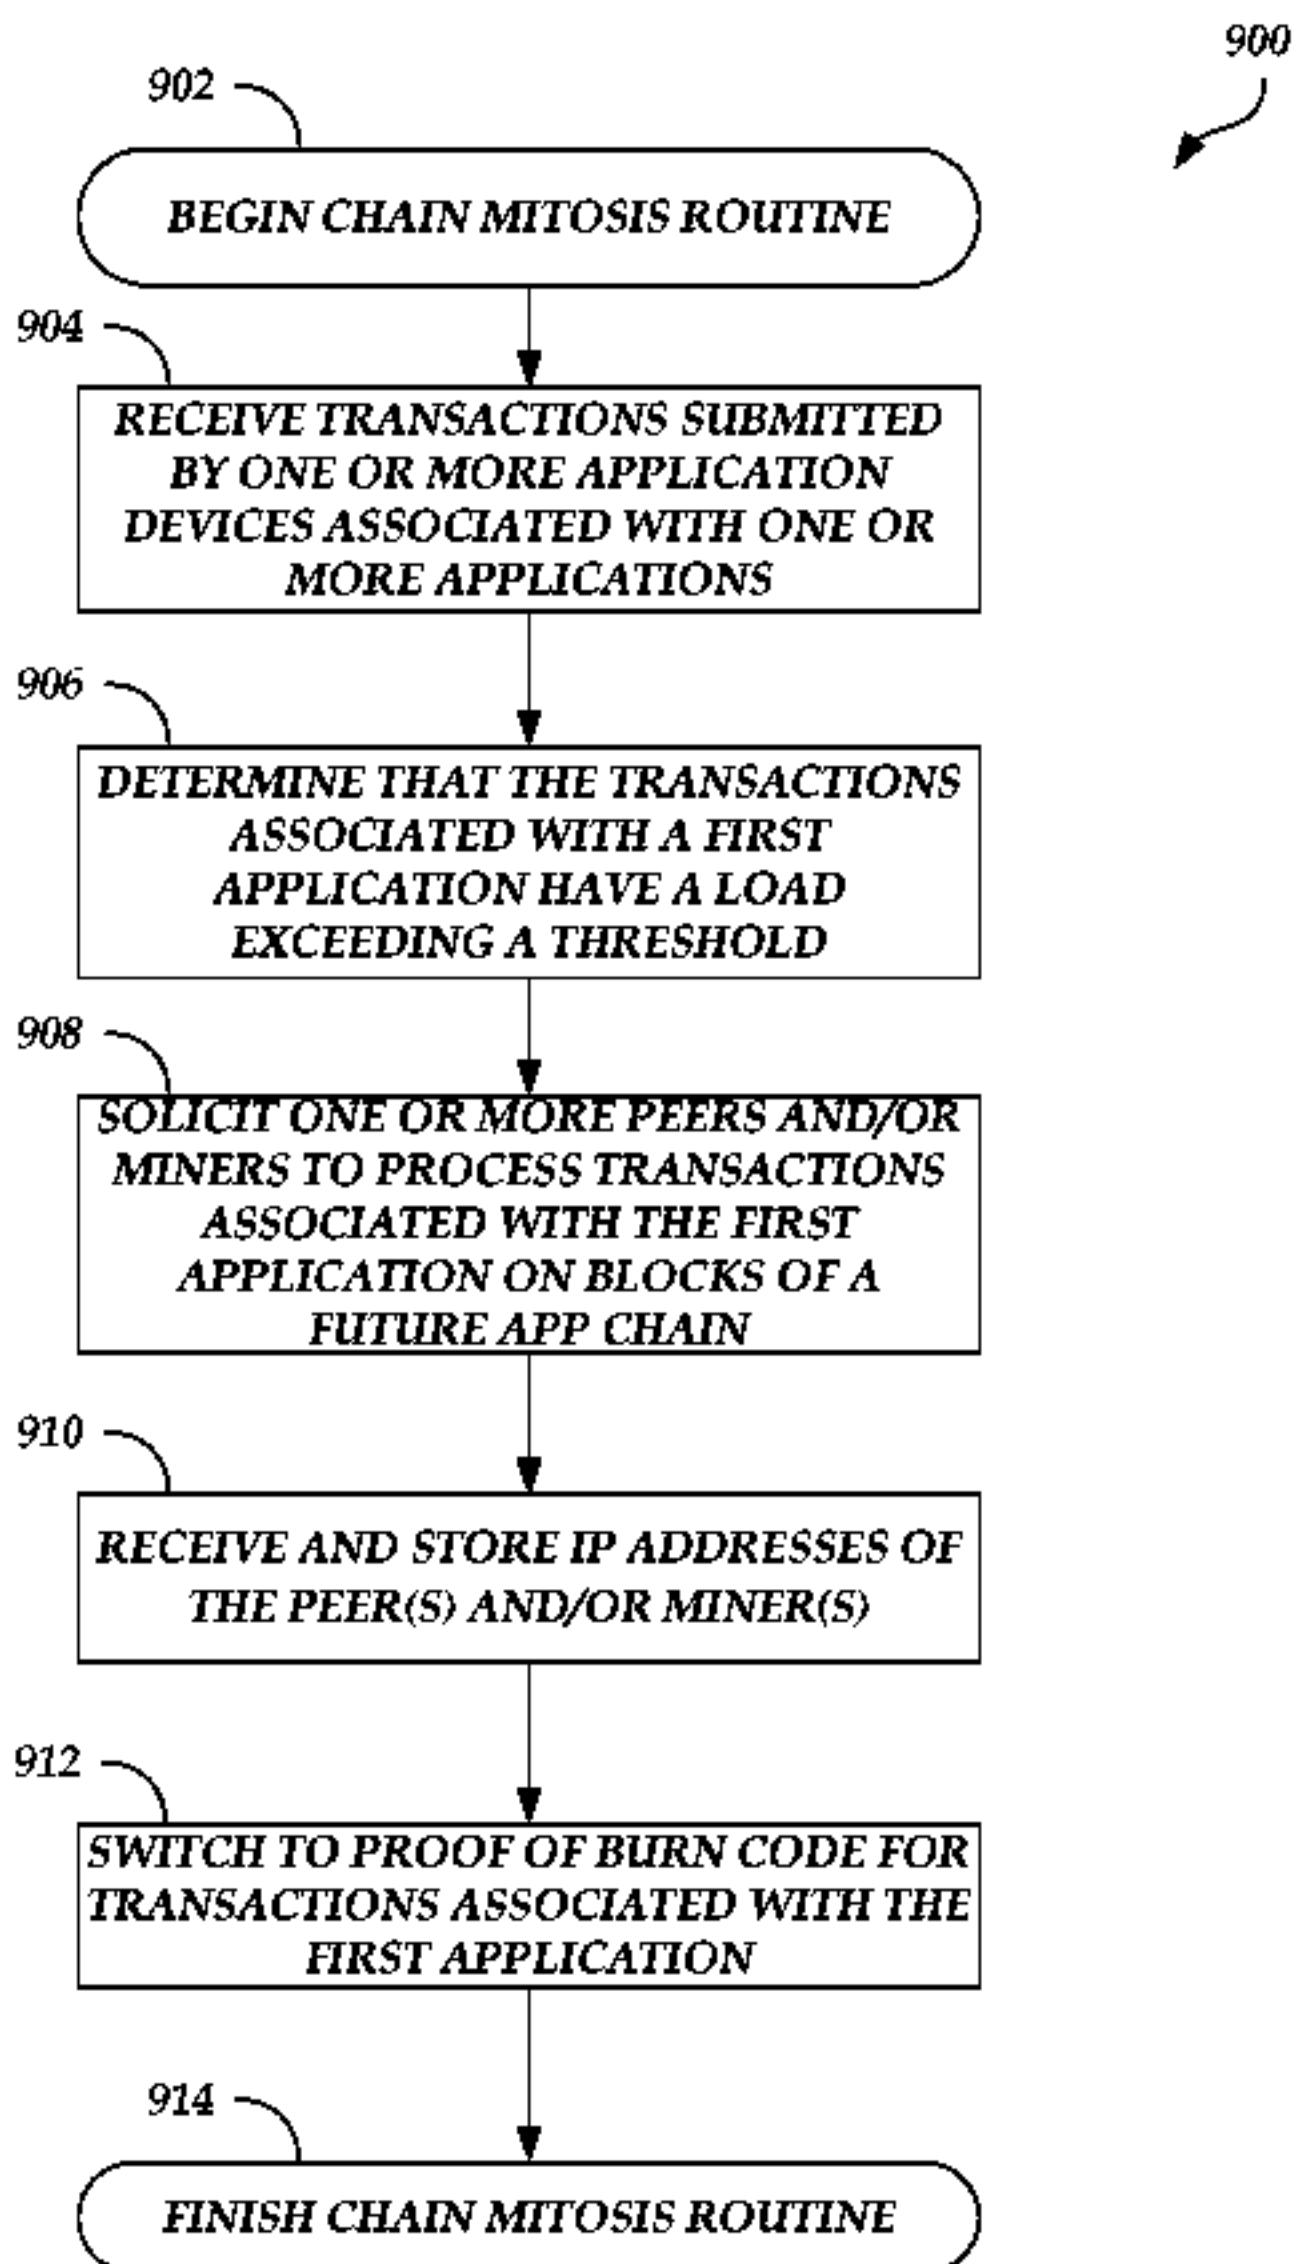 900
902
BEGIN CHAIN MITOSIS ROUTINE
904
RECEIVE TRANSACTIONS SUBMITTED
BY ONE OR MORE APPLICATION
DEVICES ASSOCIATED WITH ONE OR
MORE APPLICATIONS
906
DETERMINE THAT THE TRANSACTIONS
ASSOCIATED WITH A FIRST
APPLICATION HAVE A LOAD
EXCEEDING A THRESHOLD
908
SOLICIT ONE OR MORE PEERS AND/OR
MINERS TO PROCESS TRANSACTIONS
ASSOCIATED WITH THE FIRST
APPLICATION ON BLOCKS OF A
FUTURE APP CHAIN
910
RECEIVE AND STORE IP ADDRESSES OF
THE PEER(S) AND/OR MINER(S)
912
SWITCH TO PROOF OF BURN CODE FOR
TRANSACTIONS ASSOCIATED WITH THE
FIRST APPLICATION
914
FINISH CHAIN MITOSIS ROUTINE